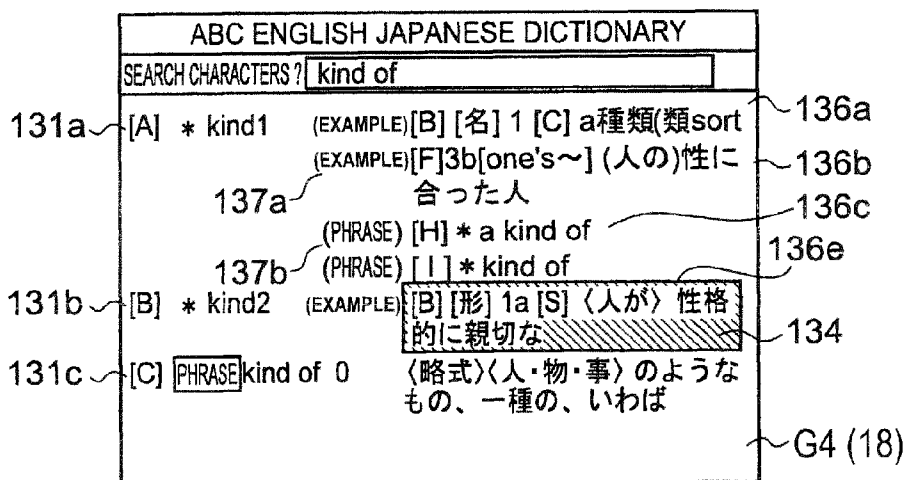 ABC ENGLISH JAPANESE DICTIONARY
SEARCH CHARACTERS ? kind of
131a [A] * kind1 (EXAMPLE)[B] [名] 1 [C] a種類(類sort 136a
(EXAMPLE)[F]3b[one's～] (人の)性に 136b
137a 合った人
(PHRASE) [H] * a kind of 136c
137b (PHRASE) [I] * kind of 136e
131b [B] * kind2 (EXAMPLE) [B] [形] 1a [S] 〈人が〉 性格
的に親切な 134
131c [C] PHRASE kind of 0 〈略式〉〈人・物・事〉 のような
もの、一種の、いわば
G4 (18)